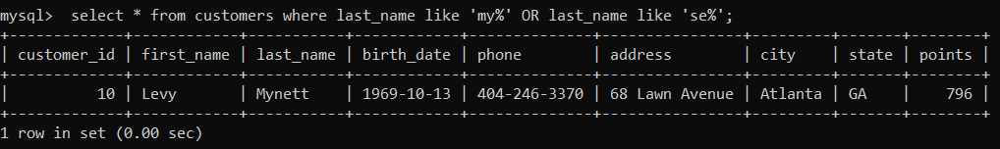 mysql>  select * from customers where last_name like 'my%' OR last_name like 'se%';
+-------------+------------+-----------+------------+--------------+----------------+---------+-------+--------+
| customer_id | first_name | last_name | birth_date | phone        | address        | city    | state | points |
+-------------+------------+-----------+------------+--------------+----------------+---------+-------+--------+
|          10 | Levy       | Mynett    | 1969-10-13 | 404-246-3370 | 68 Lawn Avenue | Atlanta | GA    |    796 |
+-------------+------------+-----------+------------+--------------+----------------+---------+-------+--------+
1 row in set (0.00 sec)